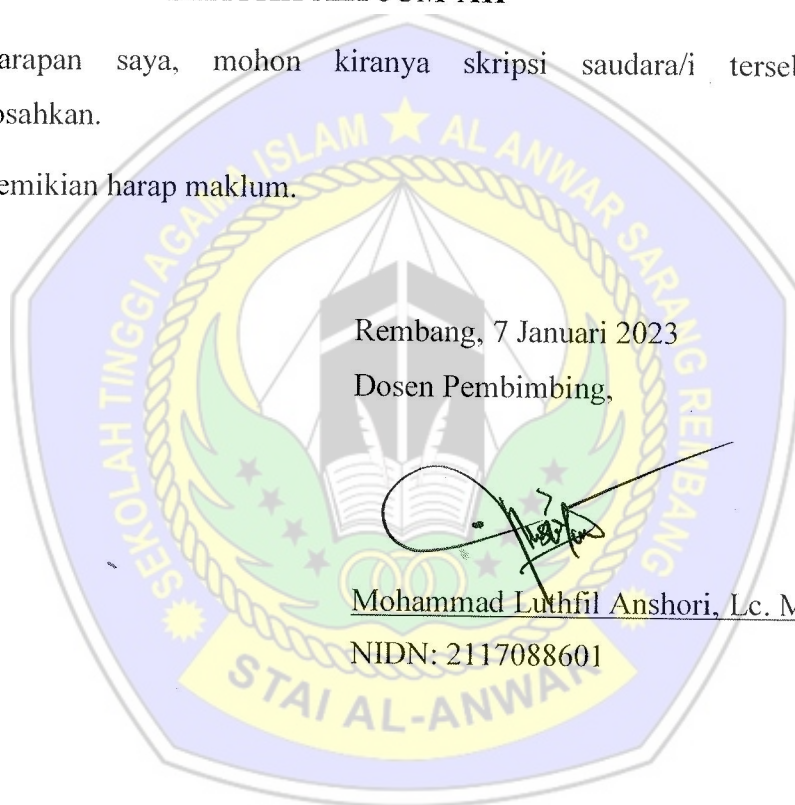 arapan saya, mohon kiranya skripsi saudara/i terse
osahkan.
emikian harap maklum.
Rembang, 7 Januari 2023
Dosen Pembimbing,
Mohammad Luthfil Anshori, Lc. M
NIDN: 2117088601
SEKOLAH TINGGI AGAMA ISLAM AL ANWAR SARANG REMBANG
STAI AL-ANWAR